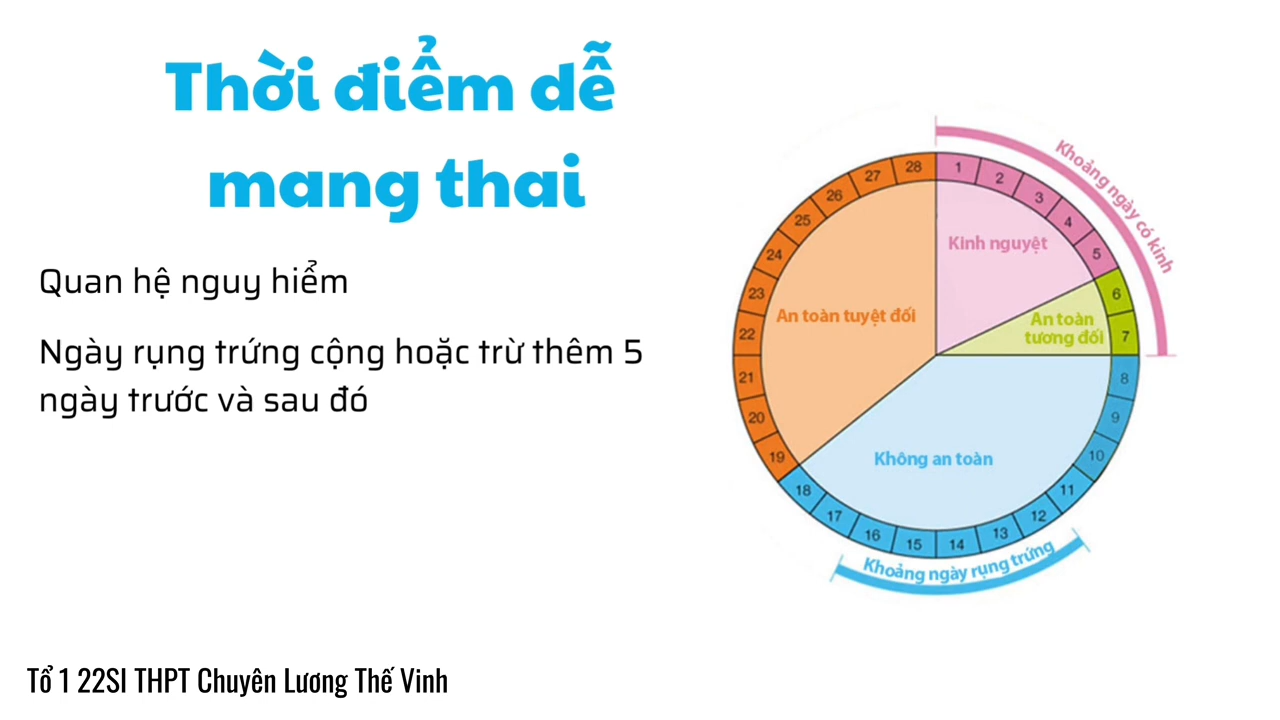 Thời điểm dễ
mang thai
Quan hệ nguy hiểm
Ngày rụng trứng cộng hoặc trừ thêm 5
ngày trước và sau đó
Khoảng ngày có kinh
1
2
3
4
5
6
7
8
9
10
11
12
13
14
15
16
17
18
19
20
21
22
23
24
25
26
27
28
Kinh nguyệt
An toàn
tương đối
An toàn tuyệt đối
Không an toàn
Khoảng ngày rụng trứng
Tổ 1 22SI THPT Chuyên Lương Thế Vinh